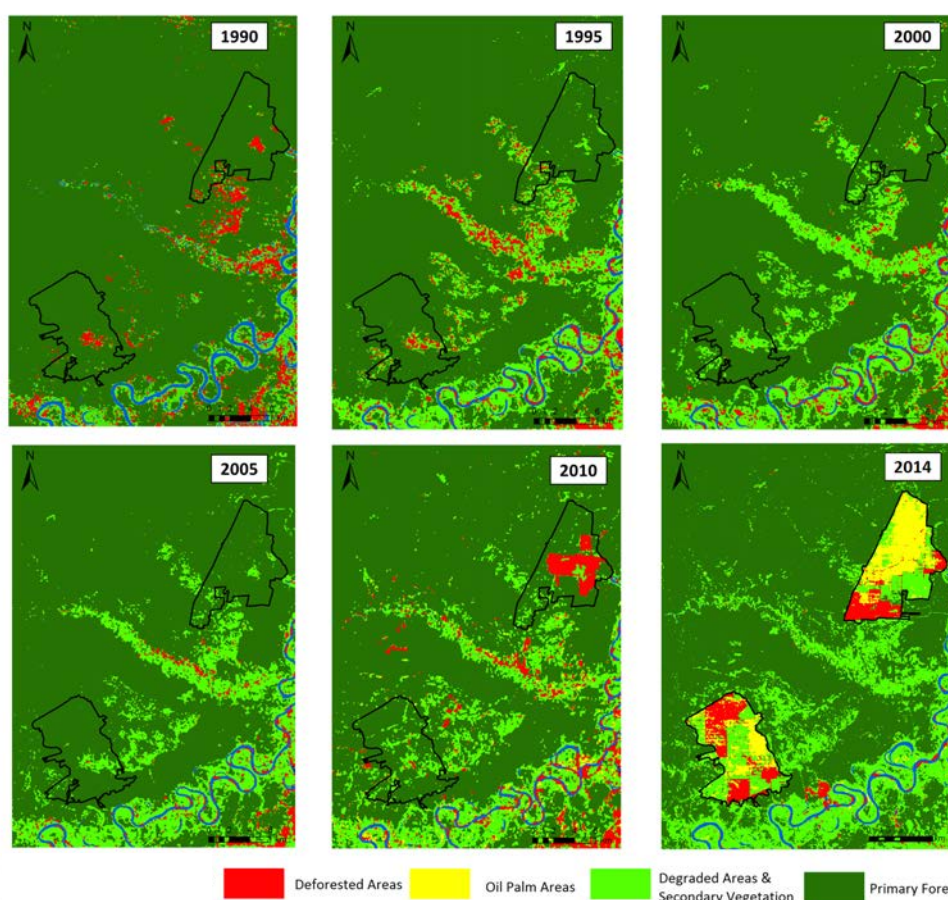 N
1990
N
1995
N
2000
N
2005
N
2010
N
2014
Deforested Areas
Oil Palm Areas
Degraded Areas &
Secondary Vegetation
Primary Fore